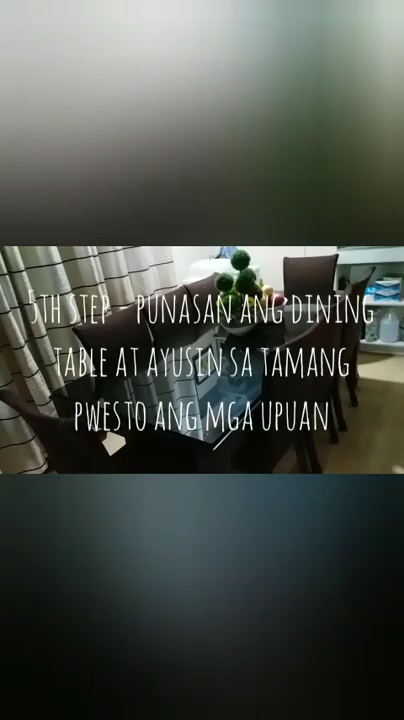 5TH STEP - PUNASAN ANG DINING
TABLE AT AYUSIN SA TAMANG
PWESTO ANG MGA UPUAN